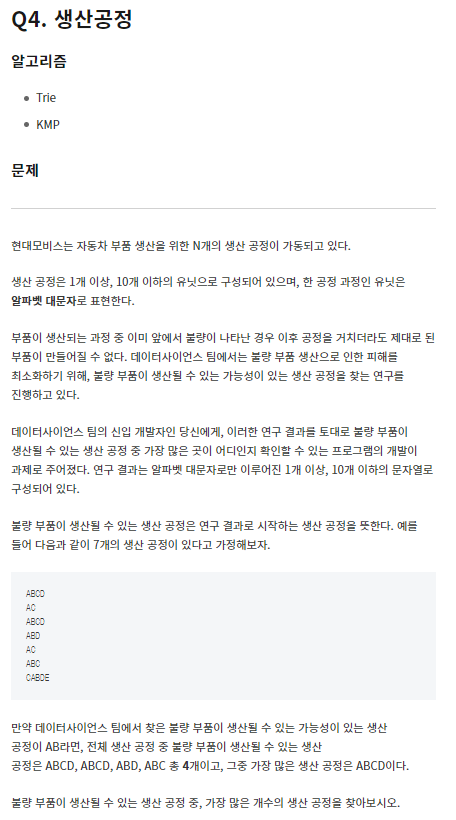 Q4. 생산공정
알고리즘
Trie
KMP
문제
현대모비스는 자동차 부품 생산을 위한 N개의 생산 공정이 가동되고 있다.
생산 공정은 1개 이상, 10개 이하의 유닛으로 구성되어 있으며, 한 공정 과정인 유닛은
알파벳 대문자로 표현한다.
부품이 생산되는 과정 중 이미 앞에서 불량이 나타난 경우 이후 공정을 거치더라도 제대로 된
부품이 만들어질 수 없다. 데이터사이언스 팀에서는 불량 부품 생산으로 인한 피해를
최소화하기 위해, 불량 부품이 생산될 수 있는 가능성이 있는 생산 공정을 찾는 연구를
진행하고 있다.
데이터사이언스 팀의 신입 개발자인 당신에게, 이러한 연구 결과를 토대로 불량 부품이
생산될 수 있는 생산 공정 중 가장 많은 곳이 어디인지 확인할 수 있는 프로그램의 개발이
과제로 주어졌다. 연구 결과는 알파벳 대문자로만 이루어진 1개 이상, 10개 이하의 문자열로
구성되어 있다.
불량 부품이 생산될 수 있는 생산 공정은 연구 결과로 시작하는 생산 공정을 뜻한다. 예를
들어 다음과 같이 7개의 생산 공정이 있다고 가정해보자.
ABCD
AC
ABCD
ABD
AC
ABC
CABDE
만약 데이터사이언스 팀에서 찾은 불량 부품이 생산될 수 있는 가능성이 있는 생산
공정이 AB라면, 전체 생산 공정 중 불량 부품이 생산될 수 있는 생산
공정은 ABCD, ABCD, ABD, ABC 총 4개이고, 그중 가장 많은 생산 공정은 ABCD이다.
불량 부품이 생산될 수 있는 생산 공정 중, 가장 많은 개수의 생산 공정을 찾아보시오.